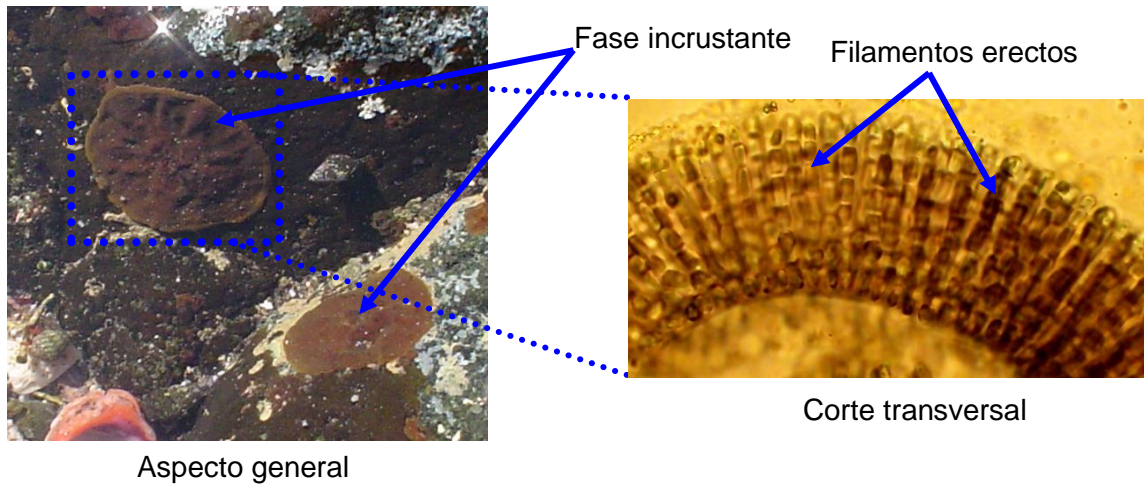 Fase incrustante
Filamentos erectos
Corte transversal
Aspecto general